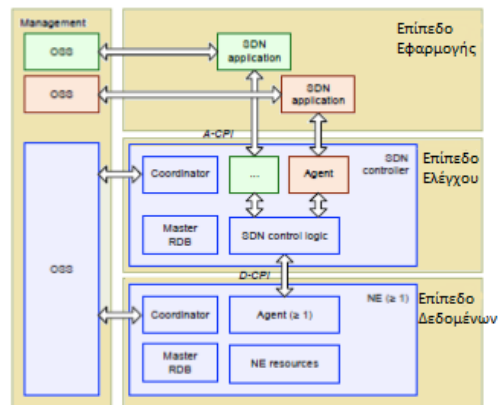 Management
OSS
OSS
OSS
SDN
application
SDN
application
Επίπεδο
Εφαρμογής
A-CPI
Coordinator
...
Agent
SDN
controller
Επίπεδο
Ελέγχου
Master
RDB
SDN control logic
D-CPI
Coordinator
Agent (≥ 1)
NE (≥ 1)
Επίπεδο
Δεδομένων
Master
RDB
NE resources